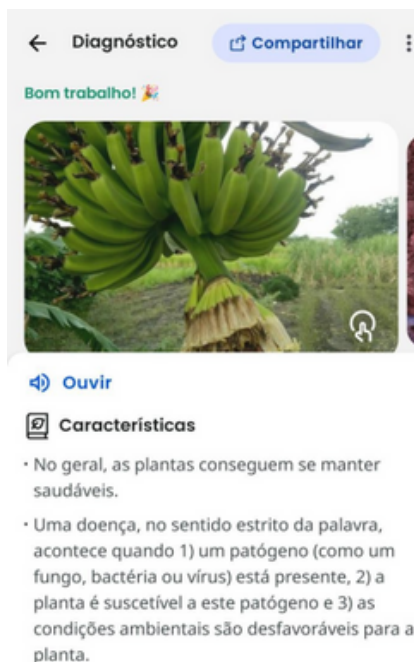 Diagnóstico
Compartilhar
Bom trabalho! 🎉
Ouvir
Características
· No geral, as plantas conseguem se manter
saudáveis.
· Uma doença, no sentido estrito da palavra,
acontece quando 1) um patógeno (como um
fungo, bactéria ou vírus) está presente, 2) a
planta é suscetível a este patógeno e 3) as
condições ambientais são desfavoráveis para a
planta.